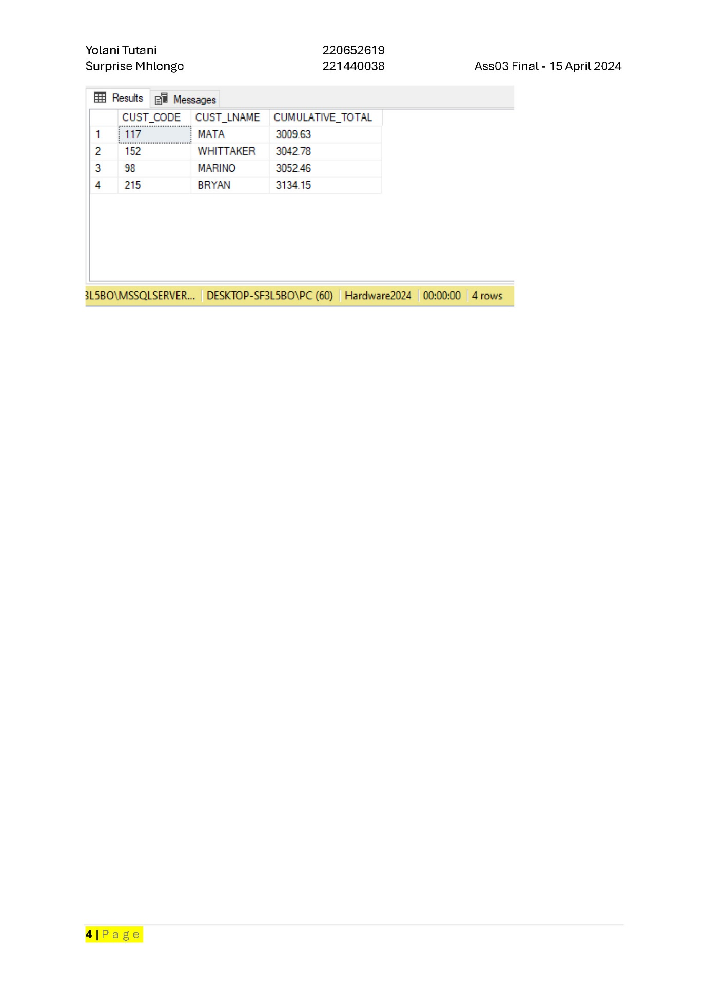 Yolani Tutani 220652619
Surprise Mhlongo 221440038 Ass03 Final - 15 April 2024
Results Messages
CUST_CODE CUST_LNAME CUMULATIVE_TOTAL
1 117 MATA 3009.63
2 152 WHITTAKER 3042.78
3 98 MARINO 3052.46
4 215 BRYAN 3134.15
3L5BO\MSSQLSERVER... DESKTOP-SF3L5BO\PC (60) Hardware2024 00:00:00 4 rows
4 | P a g e